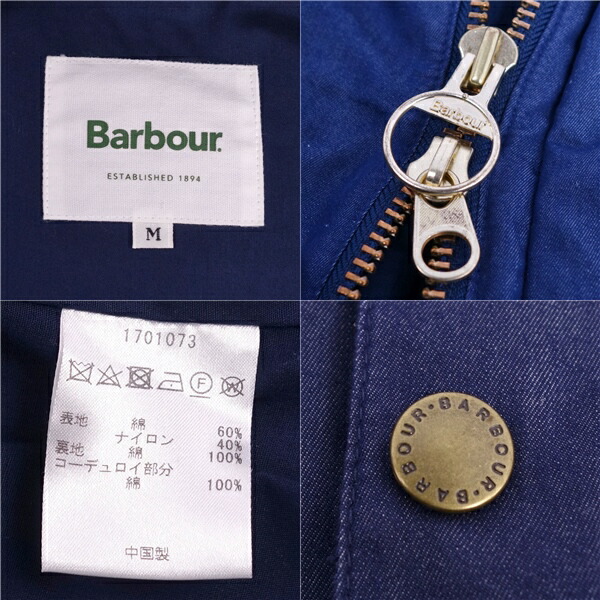 Barbour.
ESTABLISHED 1894
M
Barbour
1701073
表地 綿 60%
ナイロン 40%
裏地 綿 100%
コーデュロイ部分
綿 100%
中国製
BARBOUR・BARBOUR・